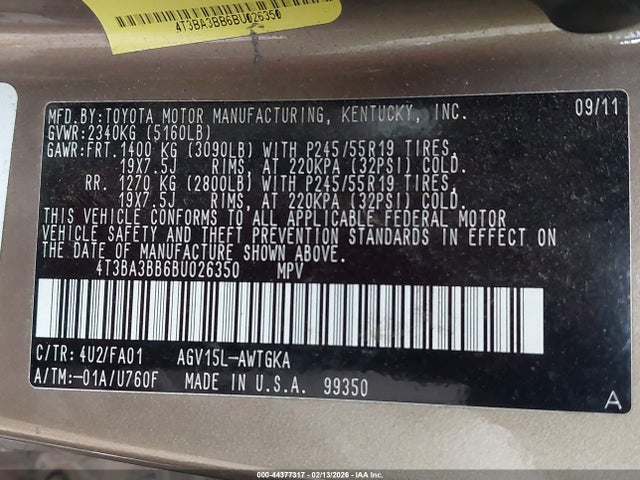 4T3BA3BB6BU026350
MFD.BY:TOYOTA MOTOR MANUFACTURING, KENTUCKY, INC. 09/11
GVWR:2340KG (5160LB)
GAWR:FRT. 1400 KG (3090LB) WITH P245/55R19 TIRES,
19X7.5J RIMS, AT 220KPA (32PSI) COLD.
RR. 1270 KG (2800LB) WITH P245/55R19 TIRES,
19X7.5J RIMS, AT 220KPA (32PSI) COLD.
THIS VEHICLE CONFORMS TO ALL APPLICABLE FEDERAL MOTOR
VEHICLE SAFETY AND THEFT PREVENTION STANDARDS IN EFFECT ON
THE DATE OF MANUFACTURE SHOWN ABOVE.
4T3BA3BB6BU026350 MPV
C/TR: 4U2/FA01 AGV15L-AWTGKA
A/TM:-01A/U760F MADE IN U.S.A. 99350
A
000-44377317 - 02/13/2026 - IAA Inc.